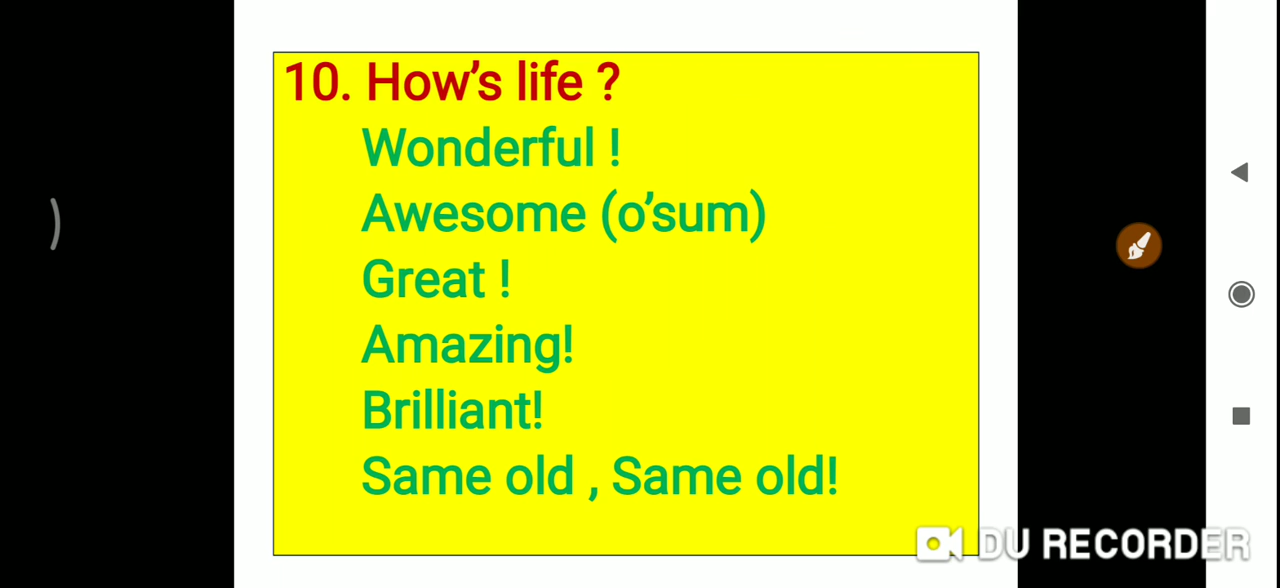 10. How’s life ?
Wonderful !
Awesome (o’sum)
Great !
Amazing!
Brilliant!
Same old , Same old!
DU RECORDER